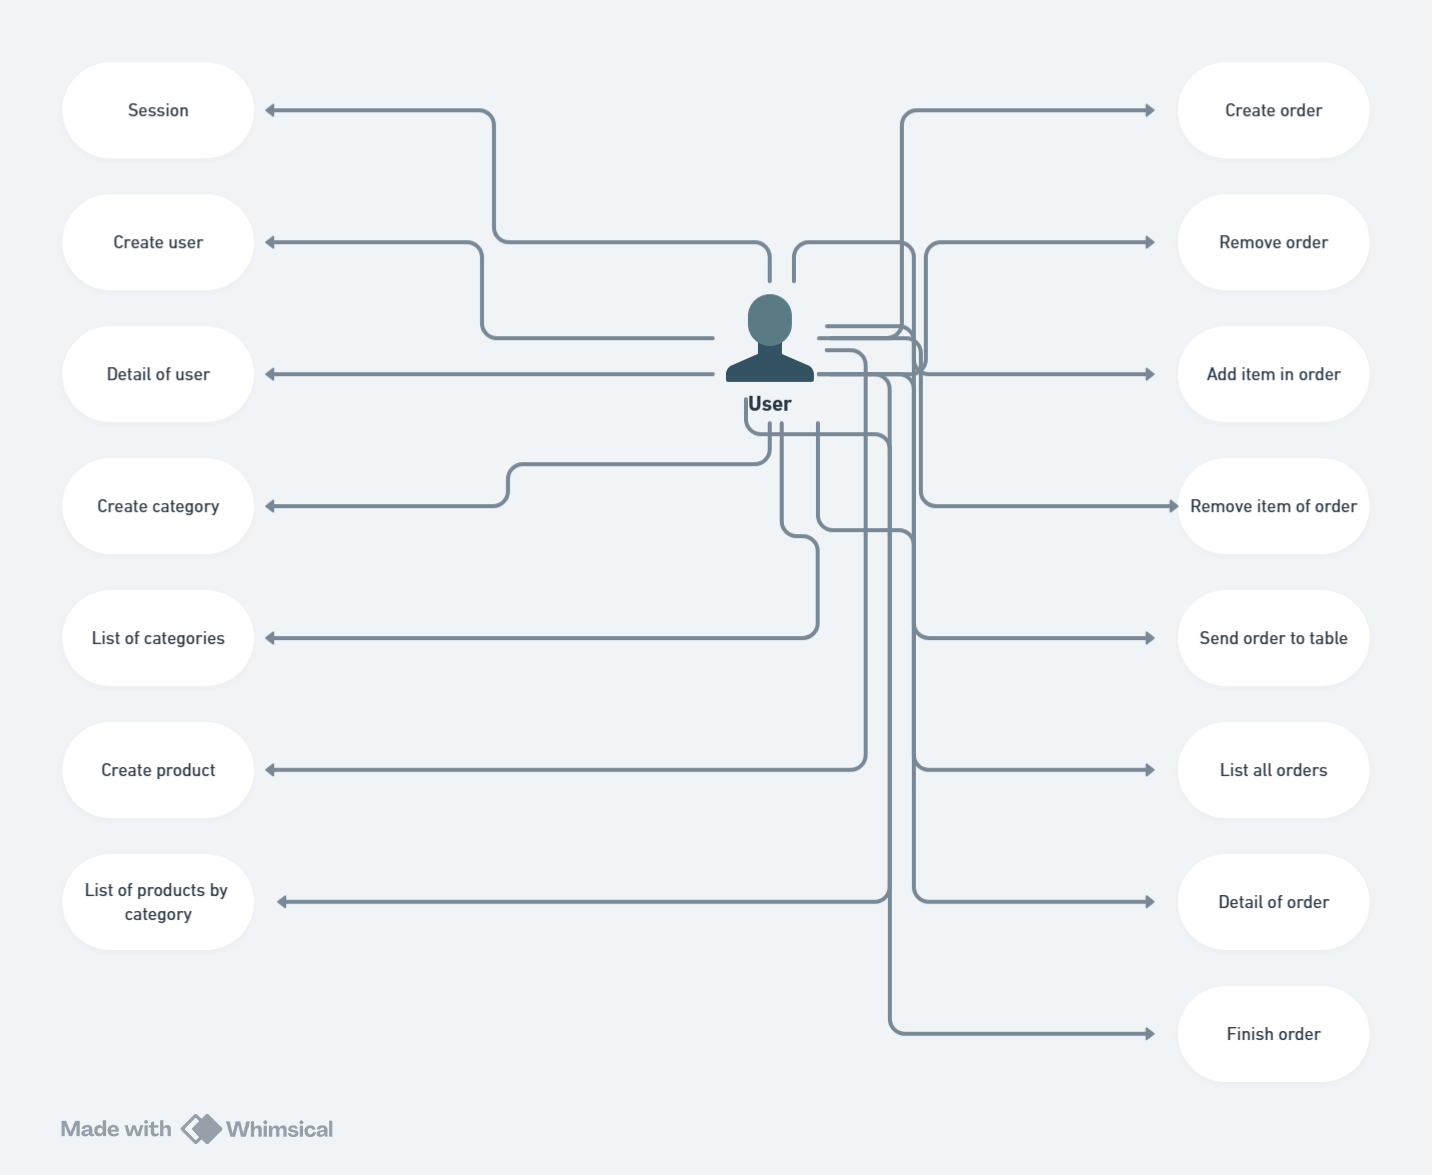 Session
Create user
Detail of user
Create category
List of categories
Create product
List of products by
category
User
Create order
Remove order
Add item in order
Remove item of order
Send order to table
List all orders
Detail of order
Finish order
Made with Whimsical